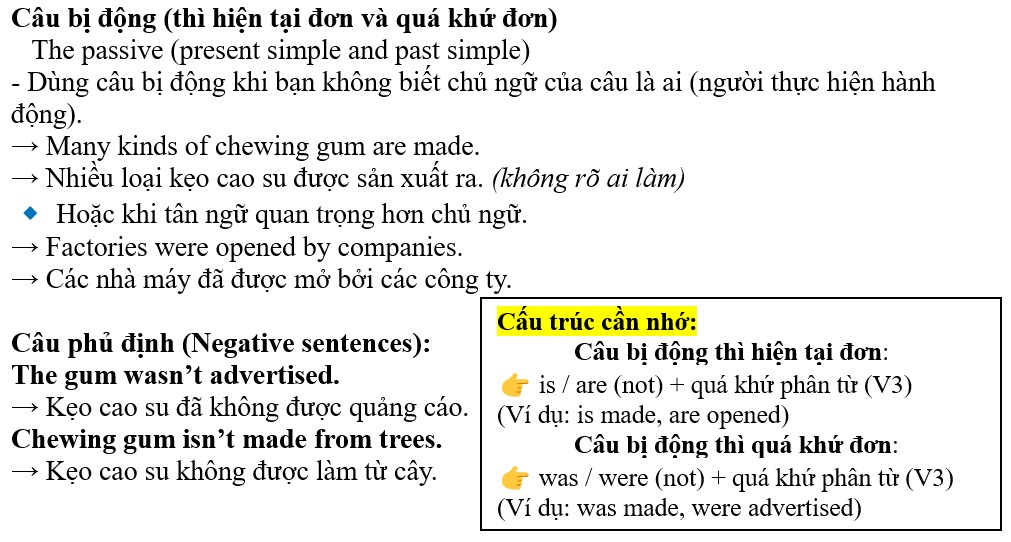 Câu bị động (thì hiện tại đơn và quá khứ đơn)
The passive (present simple and past simple)
- Dùng câu bị động khi bạn không biết chủ ngữ của câu là ai (người thực hiện hành
động).
→ Many kinds of chewing gum are made.
→ Nhiều loại kẹo cao su được sản xuất ra. (không rõ ai làm)
🔹 Hoặc khi tân ngữ quan trọng hơn chủ ngữ.
→ Factories were opened by companies.
→ Các nhà máy đã được mở bởi các công ty.
Câu phủ định (Negative sentences):
The gum wasn’t advertised.
→ Kẹo cao su đã không được quảng cáo.
Chewing gum isn’t made from trees.
→ Kẹo cao su không được làm từ cây.
Cấu trúc cần nhớ:
Câu bị động thì hiện tại đơn:
👉 is / are (not) + quá khứ phân từ (V3)
(Ví dụ: is made, are opened)
Câu bị động thì quá khứ đơn:
👉 was / were (not) + quá khứ phân từ (V3)
(Ví dụ: was made, were advertised)